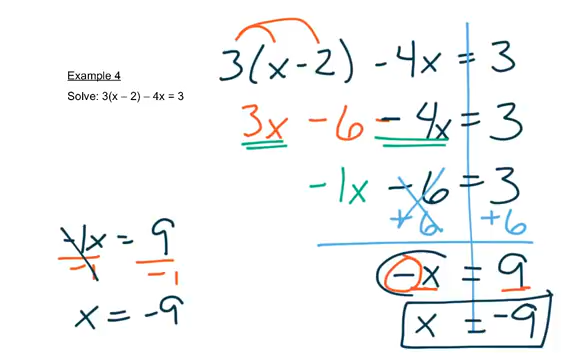 Example 4
Solve: 3(x – 2) – 4x = 3
3(x - 2) - 4x = 3
3x - 6 - 4x = 3
-1x - 6 = 3
+6 +6
-x = 9
x = -9
-1x = 9
-1 -1
x = -9